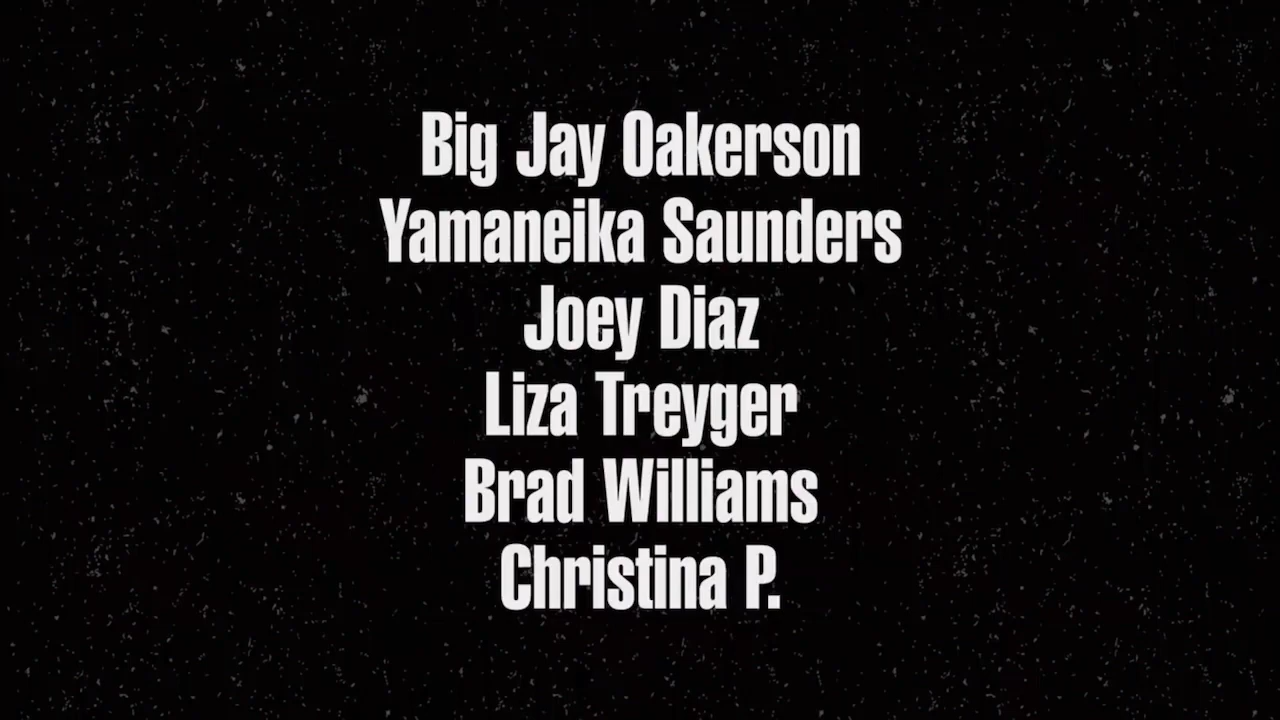 Big Jay Oakerson
Yamaneika Saunders
Joey Diaz
Liza Treyger
Brad Williams
Christina P.